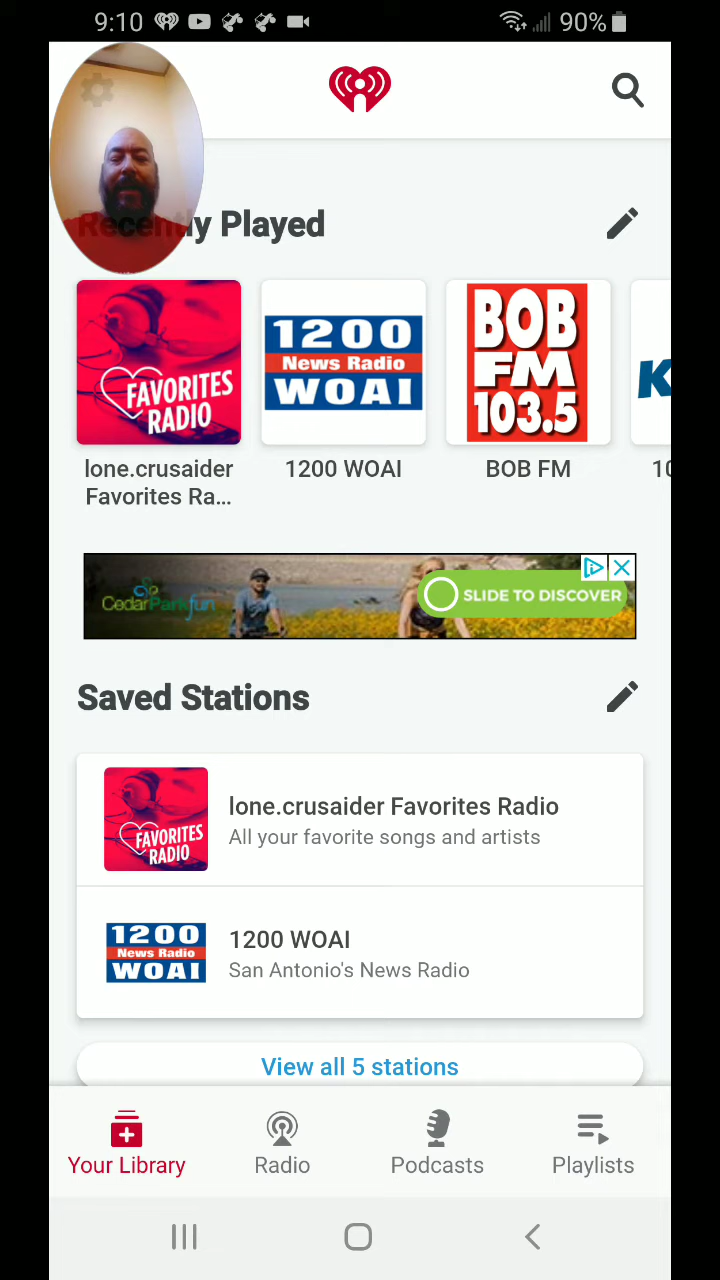 9:10
90%
Recently Played
FAVORITES
RADIO
1200
News Radio
WOAI
BOB
FM
103.5
K
lone.crusaider
Favorites Ra...
1200 WOAI
BOB FM
10
CedarParkfun
SLIDE TO DISCOVER
Saved Stations
FAVORITES
RADIO
lone.crusaider Favorites Radio
All your favorite songs and artists
1200
News Radio
WOAI
1200 WOAI
San Antonio's News Radio
View all 5 stations
Your Library
Radio
Podcasts
Playlists